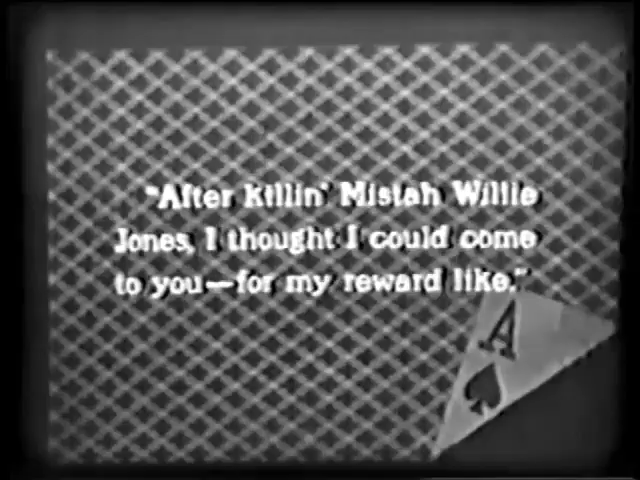 "After killin' Mistah Willie
Jones, I thought I could come
to you—for my reward like."
A